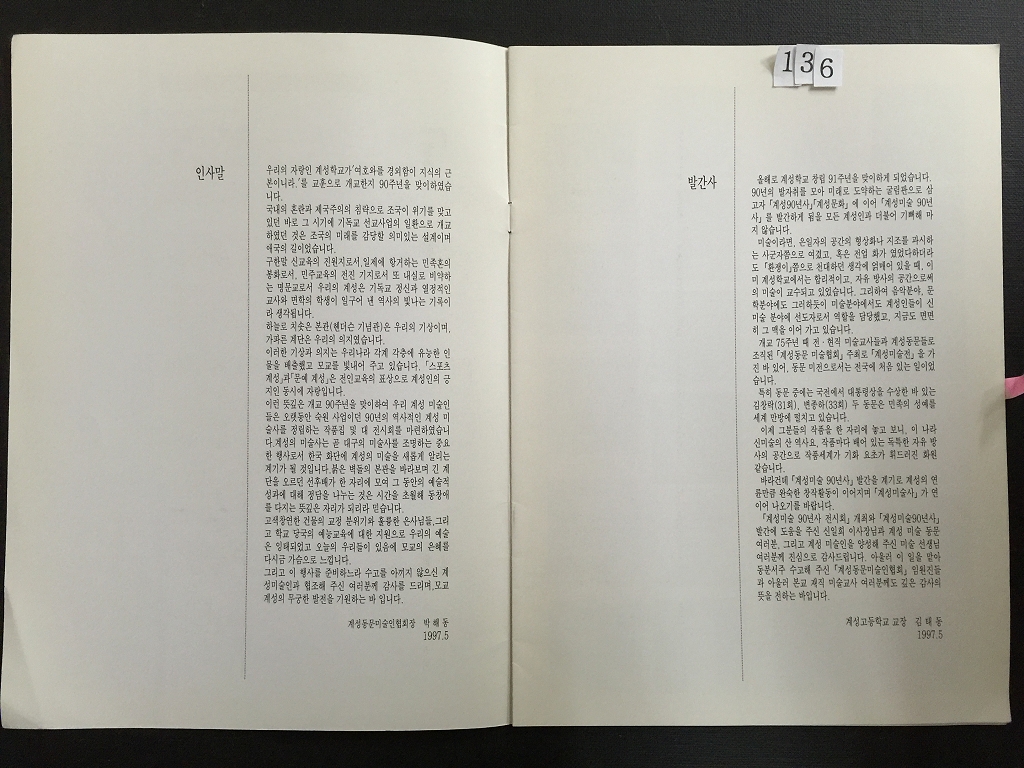 인사말
우리의 자랑인 계성학교가'여호와를 경외함이 지식의 근
본이니라.'를 교훈으로 개교한지 90주년을 맞이하였습
니다.
국내의 혼란과 제국주의의 침략으로 조국이 위기를 맞고
있던 바로 그 시기에 기독교 선교사업의 일환으로 개교
하였던 것은 조국의 미래를 감당할 의미있는 설계이며
애국의 길이었습니다.
구한말 신교육의 진원지로서,일제에 항거하는 민족혼의
봉화로서, 민주교육의 전진 기지로서 또 내실로 비약하
는 명문교로서 우리의 계성은 기독교 정신과 열정적인
교사와 면학의 학생이 일구어 낸 역사의 빛나는 기록이
라 생각됩니다.
하늘로 치솟은 본관(핸더슨 기념관)은 우리의 기상이며,
가파른 계단은 우리의 의지였습니다.
이러한 기상과 의지는 우리나라 각계 각층에 유능한 인
물을 배출했고 모교를 빛내어 주고 있습니다. 「스포츠
계성」과「문예 계성」은 전인교육의 표상으로 계성인의 긍
지인 동시에 자랑입니다.
이런 뜻깊은 개교 90주년을 맞이하여 우리 계성 미술인
들은 오랫동안 숙원 사업이던 90년의 역사적인 계성 미
술사를 정립하는 작품집 및 대 전시회를 마련하였습니
다.계성의 미술사는 곧 대구의 미술사를 조명하는 중요
한 행사로서 한국 화단에 계성의 미술을 새롭게 알리는
계기가 될 것입니다.붉은 벽돌의 본관을 바라보며 긴 계
단을 오르던 선후배가 한 자리에 모여 그 동안의 예술적
성과에 대해 정담을 나누는 것은 시간을 초월해 동창애
를 다지는 뜻깊은 자리가 되리라 믿습니다.
고색창연한 건물의 교정 분위기와 훌륭한 은사님들,그리
고 학교 당국의 예능교육에 대한 지원으로 우리의 예술
은 잉태되었고 오늘의 우리들이 있음에 모교의 은혜를
다시금 가슴으로 느낍니다.
그리고 이 행사를 준비하느라 수고를 아끼지 않으신 계
성미술인과 협조해 주신 여러분께 감사를 드리며,모교
계성의 무궁한 발전을 기원하는 바 입니다.
계성동문미술인협회장 박 해 동
1997.5
136
발간사
올해로 계성학교 창립 91주년을 맞이하게 되었습니다.
90년의 발자취를 모아 미래로 도약하는 굴림판으로 삼
고자 「계성90년사」「계성문화」에 이어 「계성미술 90년
사」를 발간하게 됨을 모든 계성인과 더불어 기뻐해 마
지 않습니다.
미술이라면, 은일자의 공간의 형상화나 지조를 과시하
는 사군자쯤으로 여겼고, 혹은 전업 화가 였었다하더라
도「환쟁이」쯤으로 천대하던 생각에 얽매어 있을 때, 이
미 계성학교에서는 합리적이고, 자유 방사의 공간으로써
의 미술이 교수되고 있었습니다. 그리하여 음악분야, 문
학분야에도 그리하듯이 미술분야에서도 계성인들이 신
미술 분야에 선도자로서 역할을 담당했고, 지금도 면면
히 그 맥을 이어 가고 있습니다.
개교 75주년 때 전·현직 미술교사들과 계성동문들로
조직된 「계성동문 미술협회」주최로 「계성미술전」을 가
진 바 있어, 동문 미전으로서는 전국에 처음 있는 일이었
습니다.
특히 동문 중에는 국전에서 대통령상을 수상한 바 있는
김창락(31회), 변종하(33회) 두 동문은 민족의 성예를
세계 만방에 떨치고 있습니다.
이제 그분들의 작품을 한 자리에 놓고 보니, 이 나라
신미술의 산 역사요, 작품마다 배어 있는 독특한 자유 방
사의 공간으로 작품세계가 기화 요초가 휘드러진 화원
같습니다.
바라건데「계성미술 90년사」발간을 계기로 계성의 연
륜만큼 완숙한 창작활동이 이어지며「계성미술사」가 연
이어 나오기를 바랍니다.
「계성미술 90년사 전시회」개최와「계성미술90년사」
발간에 도움을 주신 신일희 이사장님과 계성 미술 동문
여러분, 그리고 계성 미술인을 양성해 주신 미술 선생님
여러분께 진심으로 감사드립니다. 아울러 이 일을 맡아
동분서주 수고해 주신「계성동문미술인협회」임원진들
과 아울러 본교 재직 미술교사 여러분께도 깊은 감사의
뜻을 전하는 바입니다.
계성고등학교 교장 김 태 동
1997.5